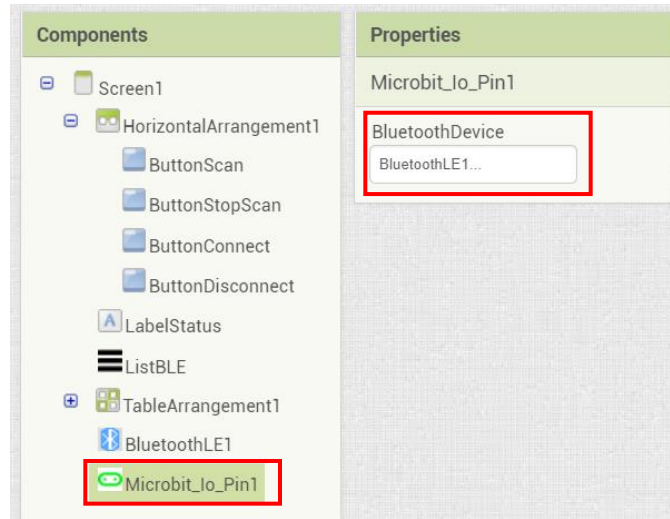 Components
Screen1
HorizontalArrangement1
ButtonScan
ButtonStopScan
ButtonConnect
ButtonDisconnect
A LabelStatus
ListBLE
TableArrangement1
BluetoothLE1
Microbit_Io_Pin1
Properties
Microbit_Io_Pin1
BluetoothDevice
BluetoothLE1...